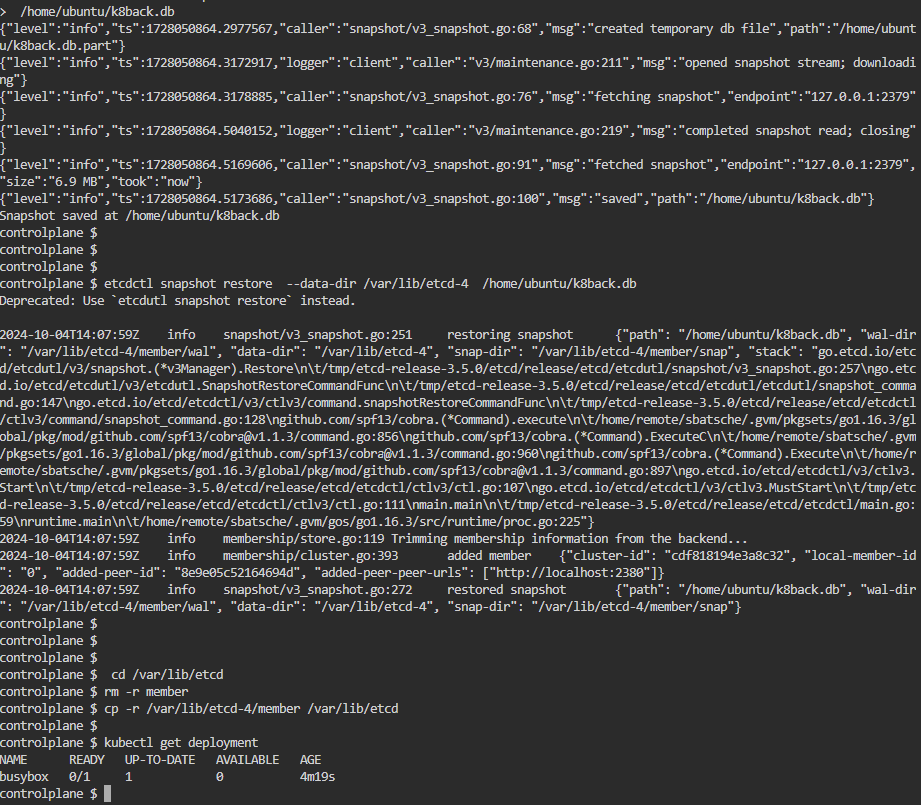 >  /home/ubuntu/k8back.db
{"level":"info","ts":1728050864.2977567,"caller":"snapshot/v3_snapshot.go:68","msg":"created temporary db file","path":"/home/ubunt
u/k8back.db.part"}
{"level":"info","ts":1728050864.3172917,"logger":"client","caller":"v3/maintenance.go:211","msg":"opened snapshot stream; downloadi
ng"}
{"level":"info","ts":1728050864.3178885,"caller":"snapshot/v3_snapshot.go:76","msg":"fetching snapshot","endpoint":"127.0.0.1:2379"
}
{"level":"info","ts":1728050864.5040152,"logger":"client","caller":"v3/maintenance.go:219","msg":"completed snapshot read; closing"
}
{"level":"info","ts":1728050864.5169606,"caller":"snapshot/v3_snapshot.go:91","msg":"fetched snapshot","endpoint":"127.0.0.1:2379",
"size":"6.9 MB","took":"now"}
{"level":"info","ts":1728050864.5173686,"caller":"snapshot/v3_snapshot.go:100","msg":"saved","path":"/home/ubuntu/k8back.db"}
Snapshot saved at /home/ubuntu/k8back.db
controlplane $
controlplane $
controlplane $
controlplane $ etcdctl snapshot restore  --data-dir /var/lib/etcd-4  /home/ubuntu/k8back.db
Deprecated: Use `etcdutl snapshot restore` instead.

2024-10-04T14:07:59Z    info    snapshot/v3_snapshot.go:251     restoring snapshot      {"path": "/home/ubuntu/k8back.db", "wal-dir
": "/var/lib/etcd-4/member/wal", "data-dir": "/var/lib/etcd-4", "snap-dir": "/var/lib/etcd-4/member/snap", "stack": "go.etcd.io/etc
d/etcdutl/v3/snapshot.(*v3Manager).Restore\n\t/tmp/etcd-release-3.5.0/etcd/release/etcd/etcdutl/snapshot/v3_snapshot.go:257\ngo.etc
d.io/etcd/etcdutl/v3/etcdutl.SnapshotRestoreCommandFunc\n\t/tmp/etcd-release-3.5.0/etcd/release/etcd/etcdutl/etcdutl/snapshot_comma
nd.go:147\ngo.etcd.io/etcd/etcdctl/v3/ctlv3/command.snapshotRestoreCommandFunc\n\t/tmp/etcd-release-3.5.0/etcd/release/etcd/etcdctl
/ctlv3/command/snapshot_command.go:128\ngithub.com/spf13/cobra.(*Command).execute\n\t/home/remote/sbatsche/.gvm/pkgsets/go1.16.3/gl
obal/pkg/mod/github.com/spf13/cobra@v1.1.3/command.go:856\ngithub.com/spf13/cobra.(*Command).ExecuteC\n\t/home/remote/sbatsche/.gvm
/pkgsets/go1.16.3/global/pkg/mod/github.com/spf13/cobra@v1.1.3/command.go:960\ngithub.com/spf13/cobra.(*Command).Execute\n\t/home/r
emote/sbatsche/.gvm/pkgsets/go1.16.3/global/pkg/mod/github.com/spf13/cobra@v1.1.3/command.go:897\ngo.etcd.io/etcd/etcdctl/v3/ctlv3.
Start\n\t/tmp/etcd-release-3.5.0/etcd/release/etcd/etcdctl/ctlv3/ctl.go:107\ngo.etcd.io/etcd/etcdctl/v3/ctlv3.MustStart\n\t/tmp/etc
d-release-3.5.0/etcd/release/etcd/etcdctl/ctlv3/ctl.go:111\nmain.main\n\t/tmp/etcd-release-3.5.0/etcd/release/etcd/etcdctl/main.go:
59\nruntime.main\n\t/home/remote/sbatsche/.gvm/gos/go1.16.3/src/runtime/proc.go:225"}
2024-10-04T14:07:59Z    info    membership/store.go:119 Trimming membership information from the backend...
2024-10-04T14:07:59Z    info    membership/cluster.go:393       added member    {"cluster-id": "cdf818194e3a8c32", "local-member-id
": "0", "added-peer-id": "8e9e05c52164694d", "added-peer-peer-urls": ["http://localhost:2380"]}
2024-10-04T14:07:59Z    info    snapshot/v3_snapshot.go:272     restored snapshot       {"path": "/home/ubuntu/k8back.db", "wal-dir
": "/var/lib/etcd-4/member/wal", "data-dir": "/var/lib/etcd-4", "snap-dir": "/var/lib/etcd-4/member/snap"}
controlplane $
controlplane $
controlplane $
controlplane $  cd /var/lib/etcd
controlplane $ rm -r member
controlplane $ cp -r /var/lib/etcd-4/member /var/lib/etcd
controlplane $
controlplane $ kubectl get deployment
NAME      READY   UP-TO-DATE   AVAILABLE   AGE
busybox   0/1     1            0           4m19s
controlplane $